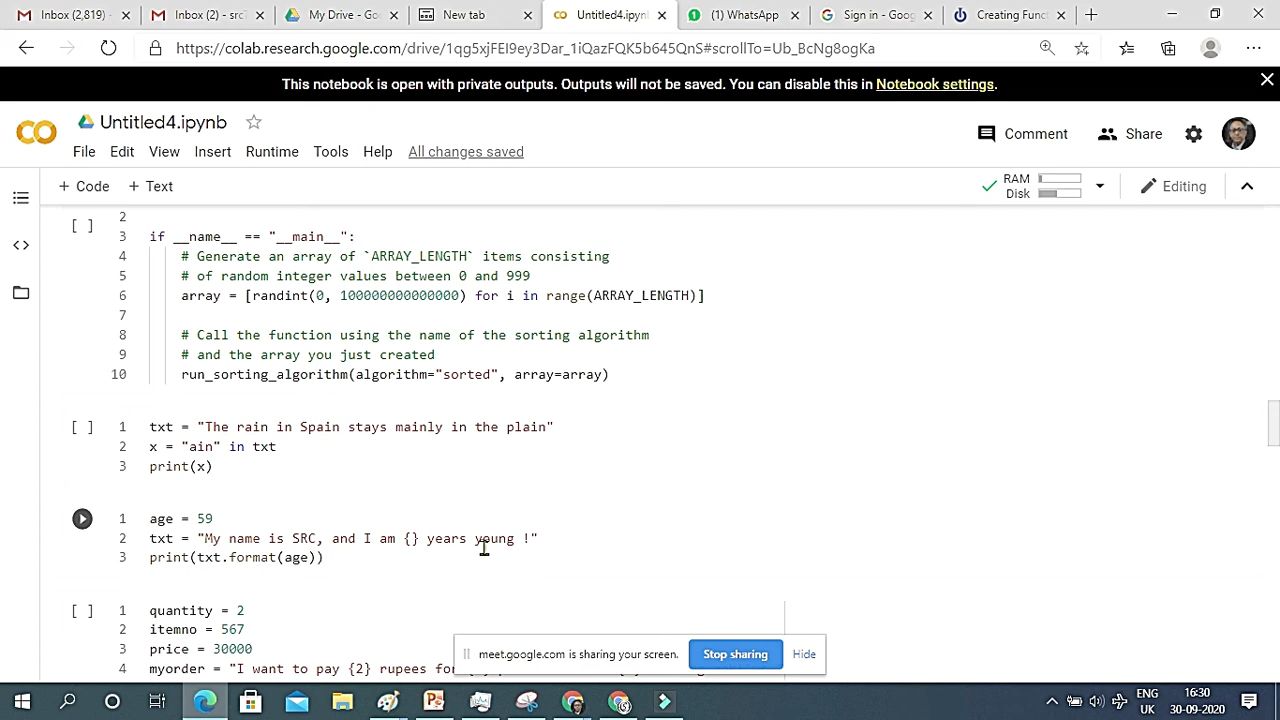 Inbox (2,819)
Inbox (2) - src
My Drive - Go
New tab
Untitled4.ipynb
(1) WhatsApp
Sign in - Goog
Creating Func
https://colab.research.google.com/drive/1qg5xjFEI9ey3Dar_1iQazFQK5b645QnS#scrollTo=Ub_BcNg8ogKa
This notebook is open with private outputs. Outputs will not be saved. You can disable this in Notebook settings.
Untitled4.ipynb
Comment
Share
File Edit View Insert Runtime Tools Help All changes saved
+ Code + Text
RAM
Disk
Editing
[ ] 2
3 if __name__ == "__main__":
4 # Generate an array of `ARRAY_LENGTH` items consisting
5 # of random integer values between 0 and 999
6 array = [randint(0, 100000000000000) for i in range(ARRAY_LENGTH)]
7
8 # Call the function using the name of the sorting algorithm
9 # and the array you just created
10 run_sorting_algorithm(algorithm="sorted", array=array)
[ ] 1 txt = "The rain in Spain stays mainly in the plain"
2 x = "ain" in txt
3 print(x)
1 age = 59
2 txt = "My name is SRC, and I am {} years young !"
3 print(txt.format(age))
[ ] 1 quantity = 2
2 itemno = 567
3 price = 30000
4 myorder = "I want to pay {2} rupees for
meet.google.com is sharing your screen.
Stop sharing
Hide
ENG
UK
16:30
30-09-2020